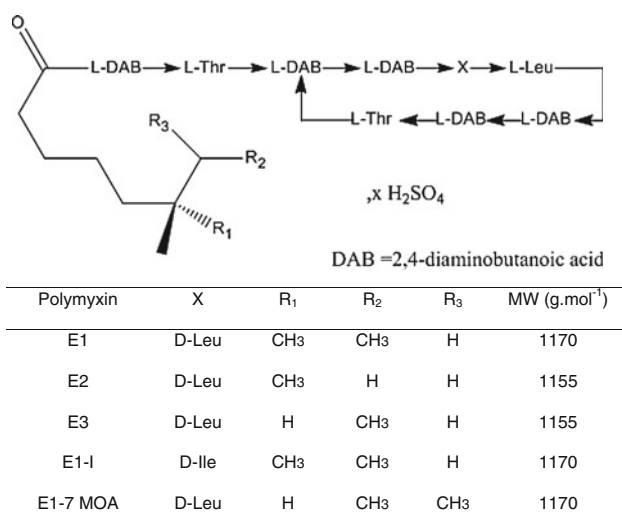 O
L-DAB L-Thr L-DAB L-DAB X L-Leu
L-Thr L-DAB L-DAB
R3
R2
R1
,x H2SO4
DAB =2,4-diaminobutanoic acid
Polymyxin X R1 R2 R3 MW (g.mol-1)
E1 D-Leu CH3 CH3 H 1170
E2 D-Leu CH3 H H 1155
E3 D-Leu H CH3 H 1155
E1-I D-Ile CH3 CH3 H 1170
E1-7 MOA D-Leu H CH3 CH3 1170